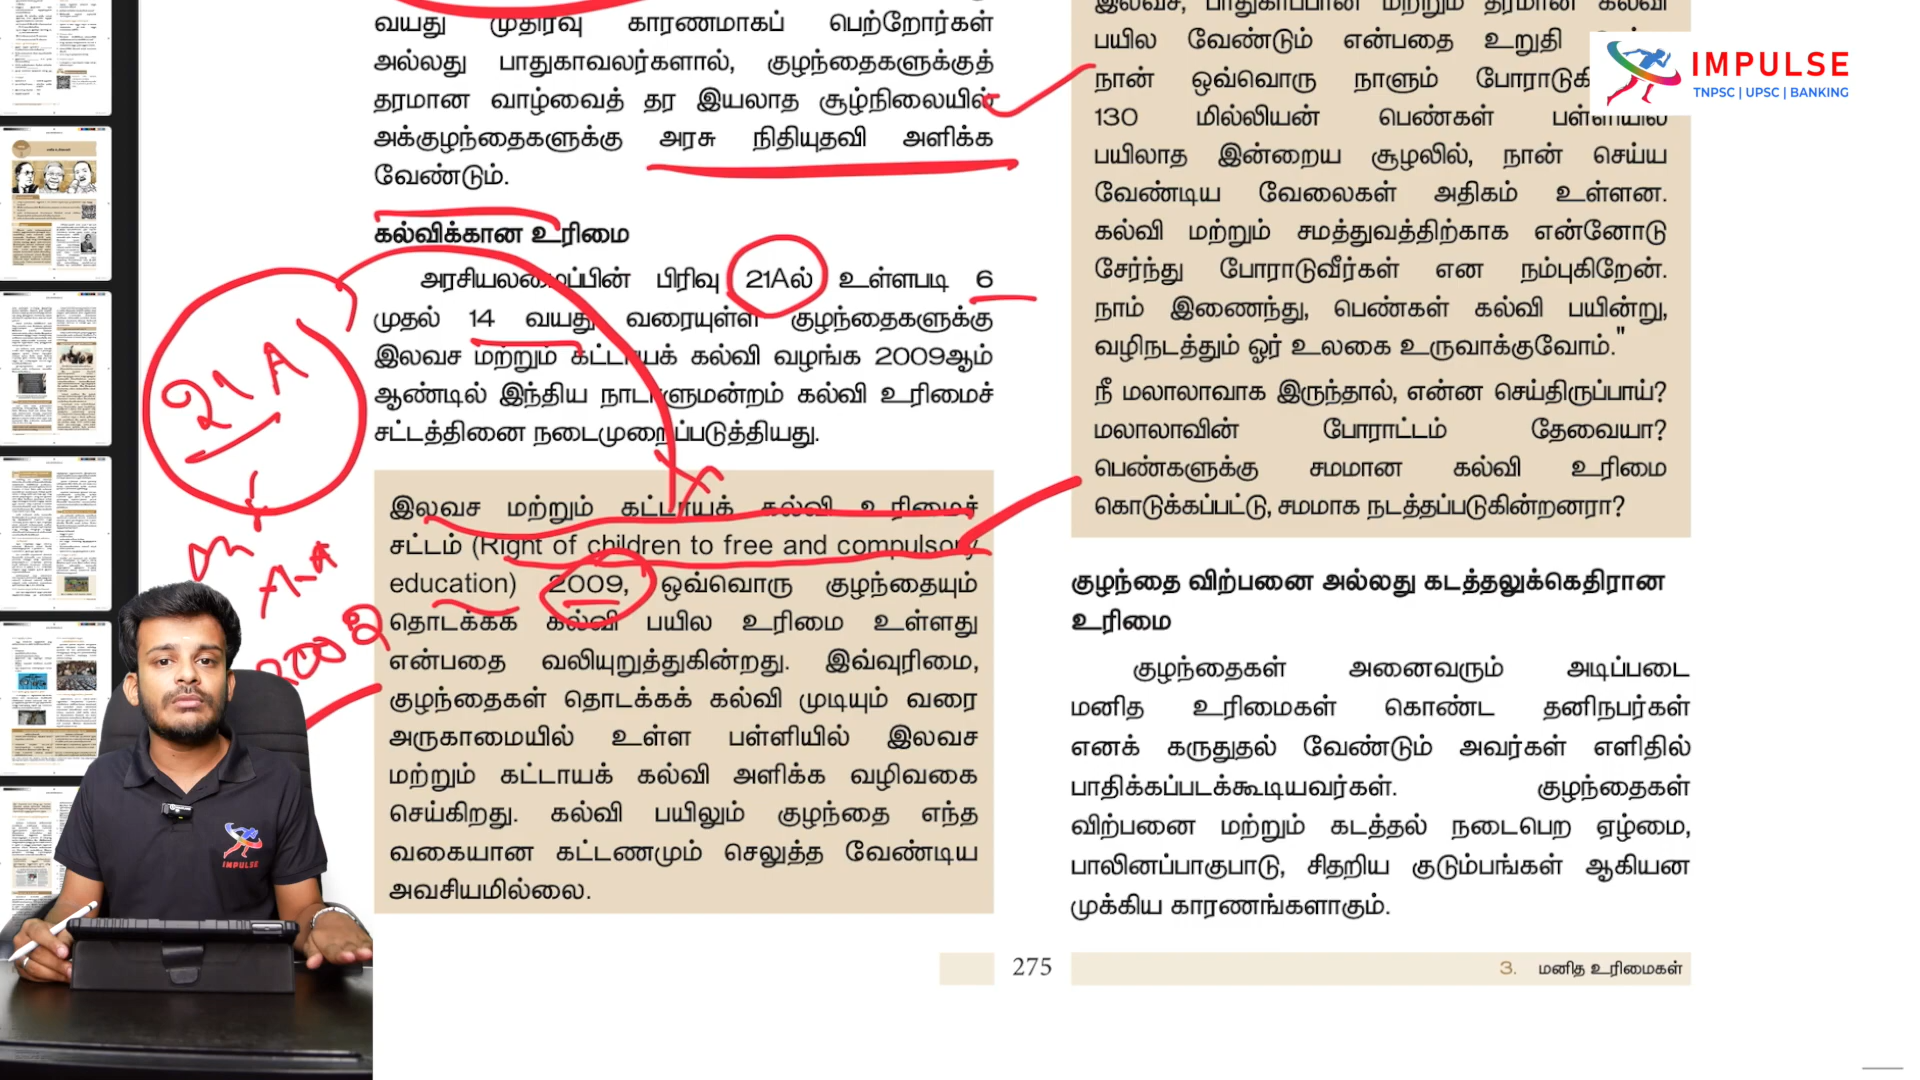 வயது முதிர்வு காரணமாகப் பெற்றோர்கள்
அல்லது பாதுகாவலர்களால், குழந்தைகளுக்குத்
தரமான வாழ்வைத் தர இயலாத சூழ்நிலையில்
அக்குழந்தைகளுக்கு அரசு நிதியுதவி அளிக்க
வேண்டும்.
கல்விக்கான உரிமை
அரசியலமைப்பின் பிரிவு 21Aல் உள்ளபடி 6
முதல் 14 வயது வரையுள்ள குழந்தைகளுக்கு
இலவச மற்றும் கட்டாயக் கல்வி வழங்க 2009ஆம்
ஆண்டில் இந்திய நாடாளுமன்றம் கல்வி உரிமைச்
சட்டத்தினை நடைமுறைப்படுத்தியது.
21 A
இலவச மற்றும் கட்டாயக் கல்வி உரிமைச்
சட்டம் (Right of children to free and compulsory
education) 2009, ஒவ்வொரு குழந்தையும்
தொடக்கக் கல்வி பயில உரிமை உள்ளது
என்பதை வலியுறுத்துகின்றது. இவ்வுரிமை,
குழந்தைகள் தொடக்கக் கல்வி முடியும் வரை
அருகாமையில் உள்ள பள்ளியில் இலவச
மற்றும் கட்டாயக் கல்வி அளிக்க வழிவகை
செய்கிறது. கல்வி பயிலும் குழந்தை எந்த
வகையான கட்டணமும் செலுத்த வேண்டிய
அவசியமில்லை.
இலவச, பாதுகாப்பான மற்றும் தரமான கல்வி
பயில வேண்டும் என்பதை உறுதி
நான் ஒவ்வொரு நாளும்
130 மில்லியன் பெண்கள் பள்ளியில்
பயிலாத இன்றைய சூழலில், நான் செய்ய
வேண்டிய வேலைகள் அதிகம் உள்ளன.
கல்வி மற்றும் சமத்துவத்திற்காக என்னோடு
சேர்ந்து போராடுவீர்கள் என நம்புகிறேன்.
நாம் இணைந்து, பெண்கள் கல்வி பயின்று,
வழிநடத்தும் ஓர் உலகை உருவாக்குவோம்."
நீ மலாலாவாக இருந்தால், என்ன செய்திருப்பாய்?
மலாலாவின் போராட்டம் தேவையா?
பெண்களுக்கு சமமான கல்வி உரிமை
கொடுக்கப்பட்டு, சமமாக நடத்தப்படுகின்றனரா?
குழந்தை விற்பனை அல்லது கடத்தலுக்கெதிரான
உரிமை
குழந்தைகள் அனைவரும் அடிப்படை
மனித உரிமைகள் கொண்ட தனிநபர்கள்
எனக் கருதுதல் வேண்டும் அவர்கள் எளிதில்
பாதிக்கப்படக்கூடியவர்கள். குழந்தைகள்
விற்பனை மற்றும் கடத்தல் நடைபெற ஏழ்மை,
பாலினப்பாகுபாடு, சிதறிய குடும்பங்கள் ஆகியன
முக்கிய காரணங்களாகும்.
275
3. மனித உரிமைகள்
IMPULSE
TNPSC | UPSC | BANKING
IMPULSE